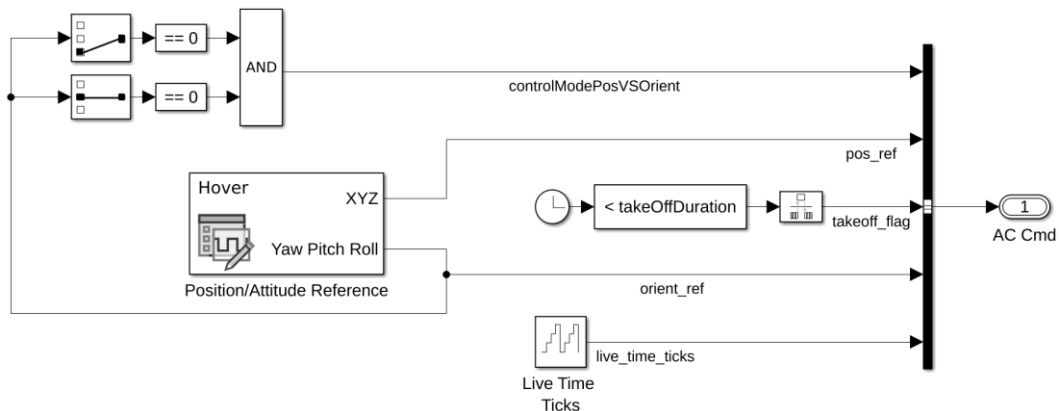 == 0
AND
== 0
controlModePosVSOrient
pos_ref
Hover
XYZ
Yaw Pitch Roll
Position/Attitude Reference
< takeOffDuration
takeoff_flag
1
AC Cmd
orient_ref
live_time_ticks
Live Time
Ticks